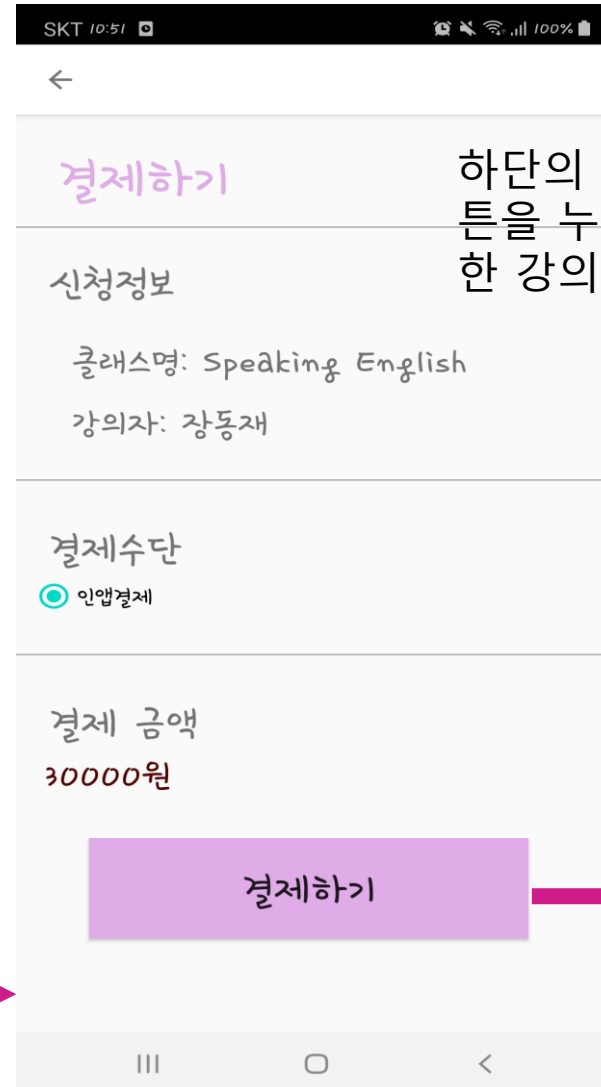 SKT 10:51 100%
결제하기
하단의
튼을 누
한 강의
신청정보
클래스명: Speaking English
강의자: 장동재
결제수단
인앱결제
결제 금액
30000원
결제하기